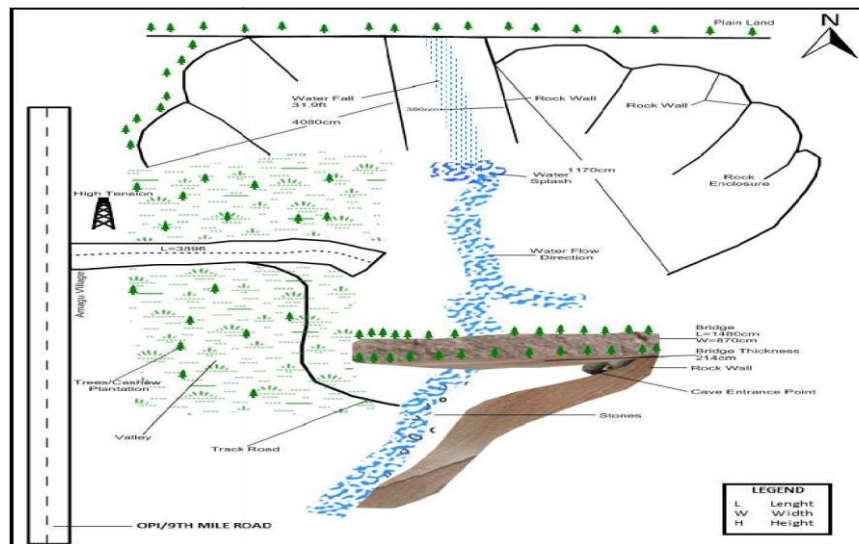 Plain Land
N
Water Fall
31.9ft
4080cm
390cm
Rock Wall
Rock Wall
1170cm
Water
Splash
Rock
Enclosure
High Tension
L=3896
Water Flow
Direction
Amagu Village
Bridge
L=1480cm
W=870cm
Bridge Thickness
214cm
Rock Wall
Cave Entrance Point
Trees/Cashew
Plantation
Stones
Valley
Track Road
OPI/9TH MILE ROAD
LEGEND
L Lenght
W Width
H Height